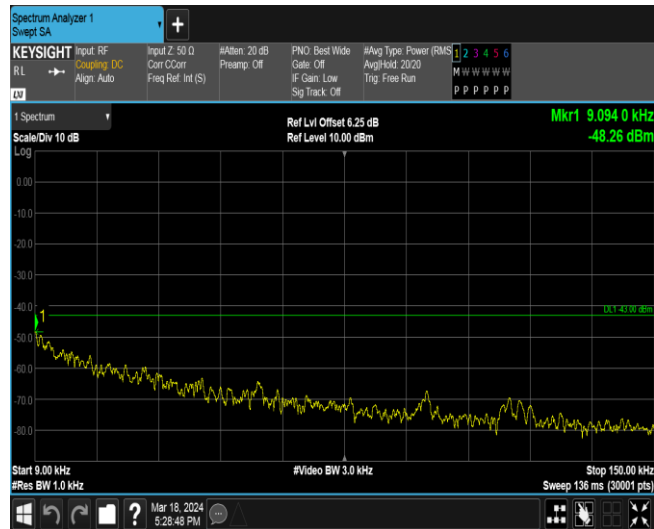 Spectrum Analyzer 1
Swept SA
+
KEYSIGHT
RL
LXI
Input: RF
Coupling: DC
Align: Auto
Input Z: 50 Ω
Corr CCorr
Freq Ref: Int (S)
#Atten: 20 dB
Preamp: Off
PNO: Best Wide
Gate: Off
IF Gain: Low
Sig Track: Off
#Avg Type: Power (RMS
Avg|Hold: 20/20
Trig: Free Run
1 2 3 4 5 6
M W W W W W
P P P P P P
1 Spectrum
Scale/Div 10 dB
Log
Ref Lvl Offset 6.25 dB
Ref Level 10.00 dBm
Mkr1 9.094 0 kHz
-48.26 dBm
0.00
-10.0
-20.0
-30.0
-40.0
1
DL1 -43.00 dBm
-50.0
-60.0
-70.0
-80.0
Start 9.00 kHz
#Video BW 3.0 kHz
Stop 150.00 kHz
#Res BW 1.0 kHz
Sweep 136 ms (30001 pts)
?
Mar 18, 2024
5:28:48 PM